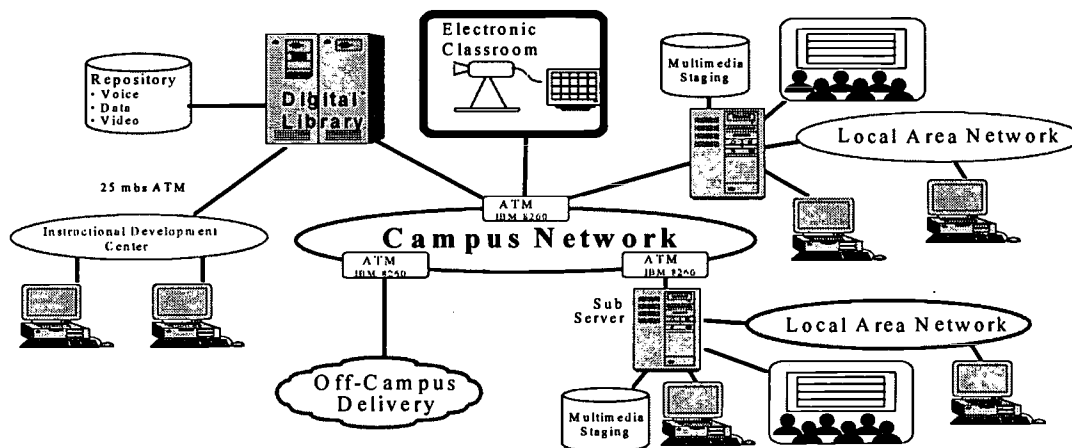 Electronic
Classroom
Multimedia
Staging
Repository
• Voice
• Data
• Video
Digital
Library
Local Area Network
25 mbs ATM
ATM
IBM 8260
Instructional Development
Center
Campus Network
ATM
IBM 8260
ATM
IBM 8260
Sub
Server
Local Area Network
Off-Campus
Delivery
Multimedia
Staging